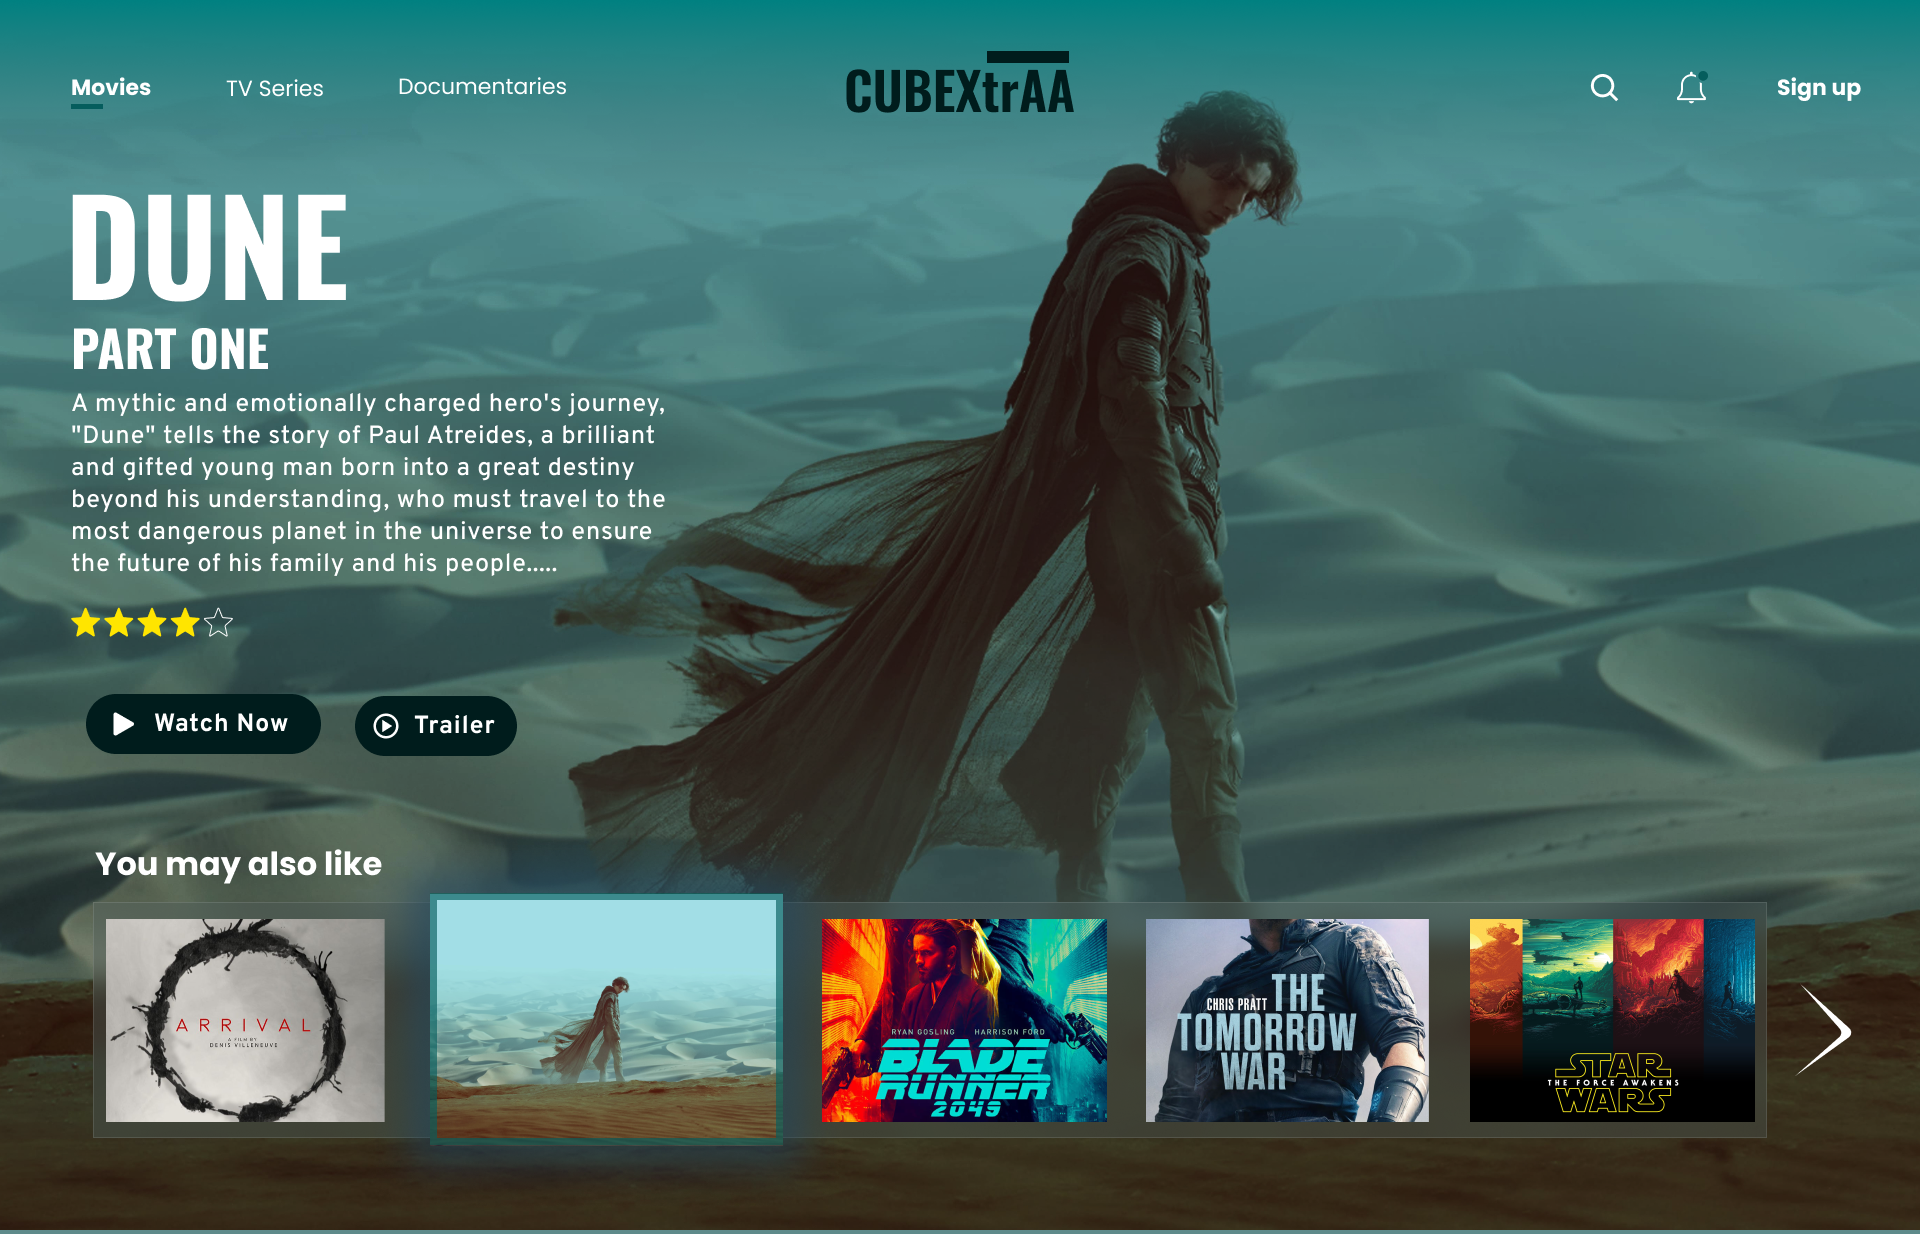 Movies
TV Series
Documentaries
CUBEXtrAA
Sign up
DUNE
PART ONE
A mythic and emotionally charged hero's journey,
"Dune" tells the story of Paul Atreides, a brilliant
and gifted young man born into a great destiny
beyond his understanding, who must travel to the
most dangerous planet in the universe to ensure
the future of his family and his people.....
Watch Now
Trailer
You may also like
ARRIVAL
A FILM BY
DENIS VILLENEUVE
RYAN GOSLING HARRISON FORD
BLADE
RUNNER
2049
CHRIS PRATT THE
TOMORROW
WAR
STAR
THE FORCE AWAKENS
WARS